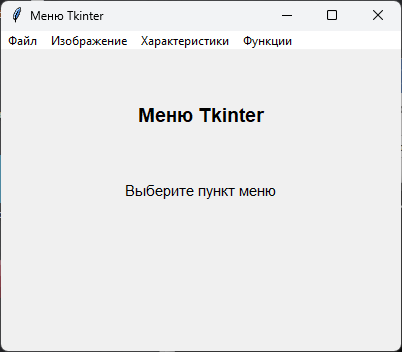 Меню Tkinter
Файл Изображение Характеристики Функции
Меню Tkinter
Выберите пункт меню